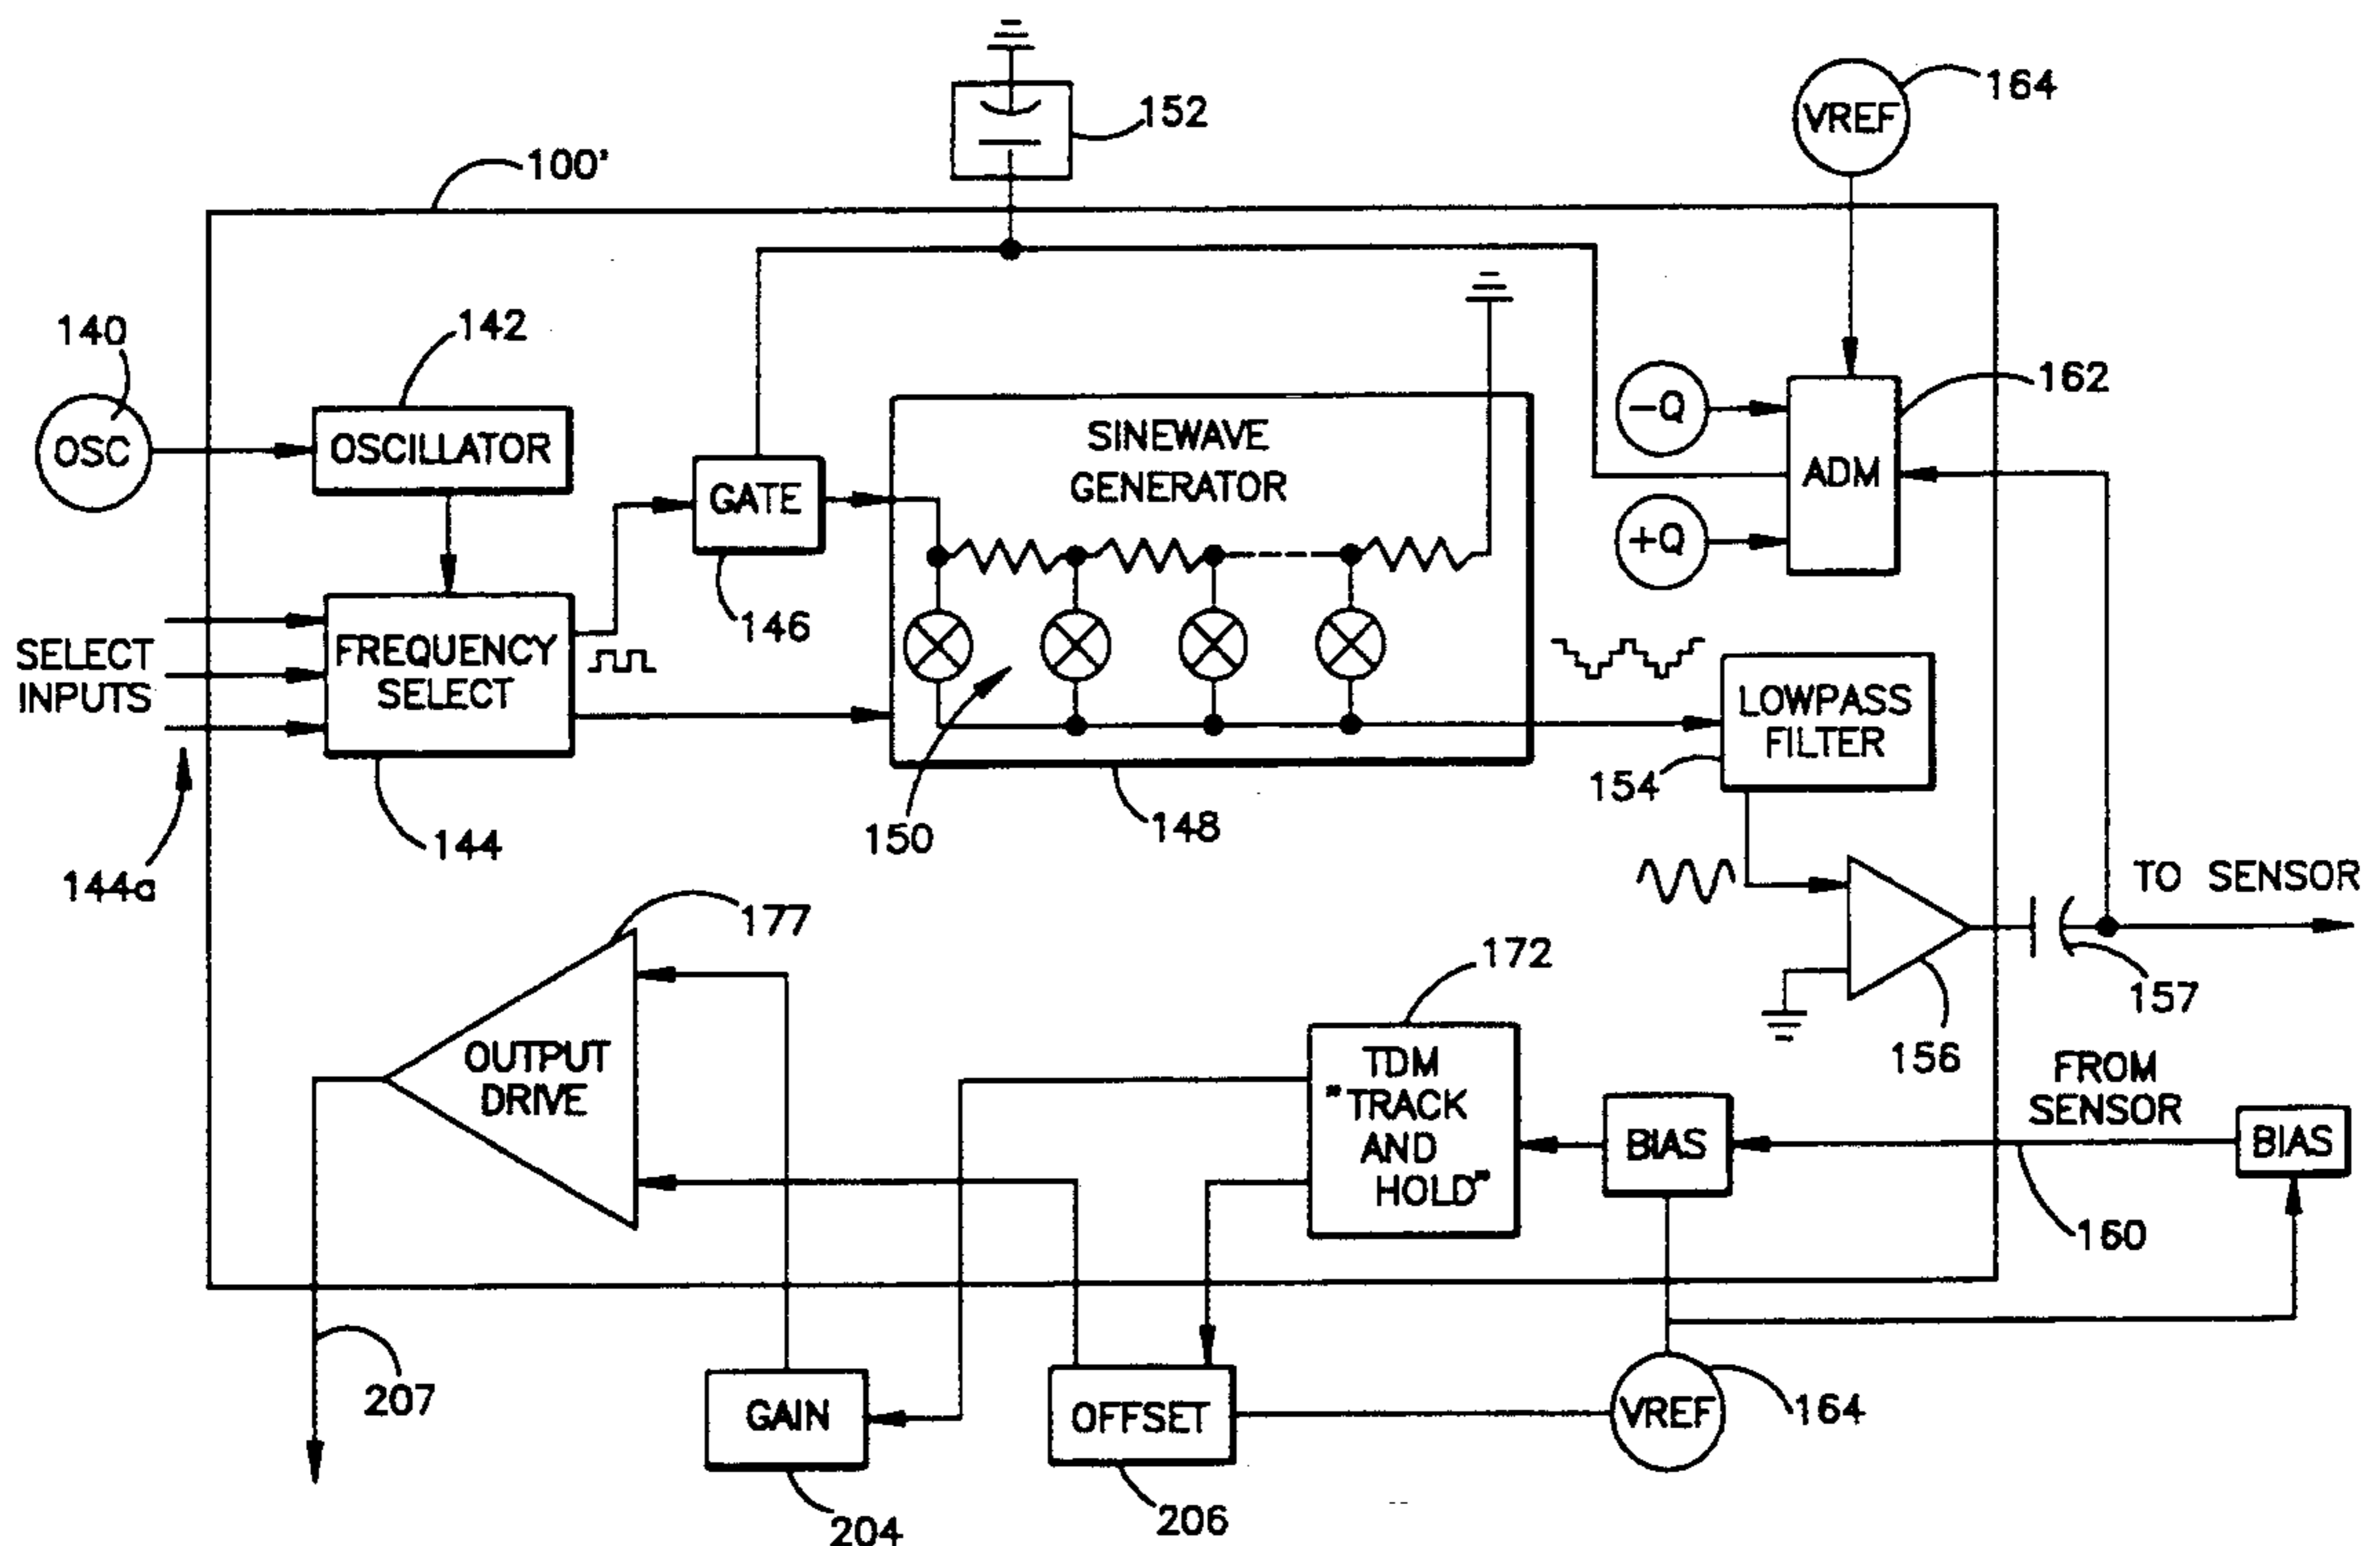 152
VREF
164
100'
140
OSC
142
OSCILLATOR
162
-Q
ADM
+Q
GATE
146
SINEWAVE
GENERATOR
SELECT
INPUTS
FREQUENCY
SELECT
LOWPASS
FILTER
154
150
148
144
144a
TO SENSOR
177
172
157
156
OUTPUT
DRIVE
TDM
"TRACK
AND
HOLD"
BIAS
FROM
SENSOR
BIAS
160
207
GAIN
OFFSET
VREF
164
204
206